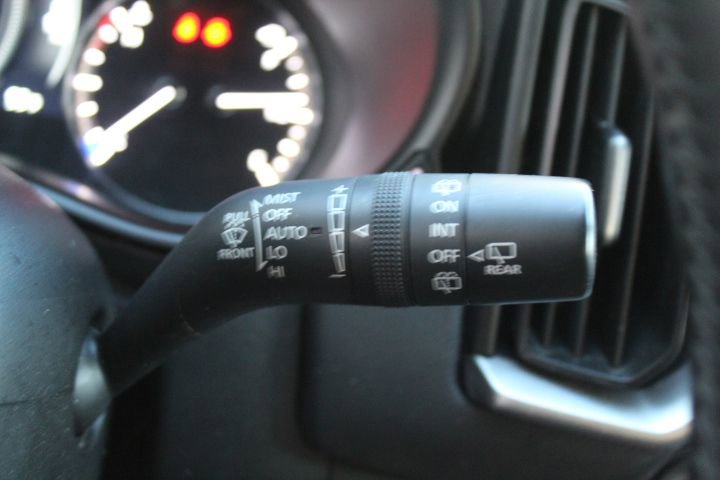 PULL
FRONT
MIST
OFF
AUTO
LO
HI
ON
INT
OFF
REAR